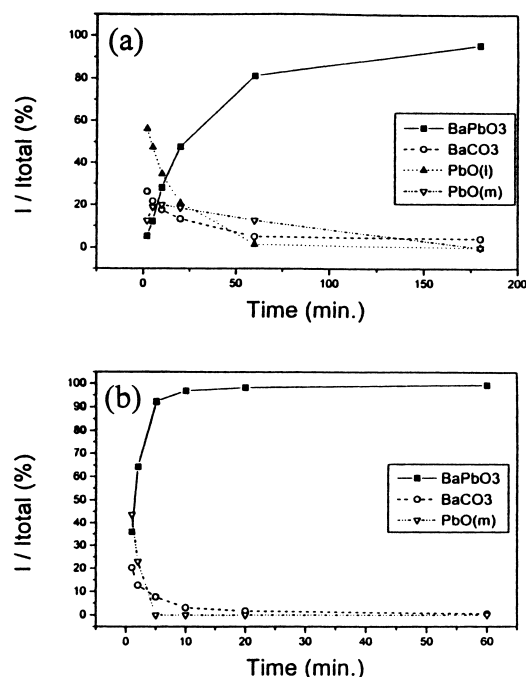 (a)
I / Itotal (%)
100
80
60
40
20
0
BaPbO3
BaCO3
PbO(l)
PbO(m)
0 50 100 150 200
Time (min.)
(b)
I / Itotal (%)
100
90
80
70
60
50
40
30
20
10
0
BaPbO3
BaCO3
PbO(m)
0 10 20 30 40 50 60
Time (min.)